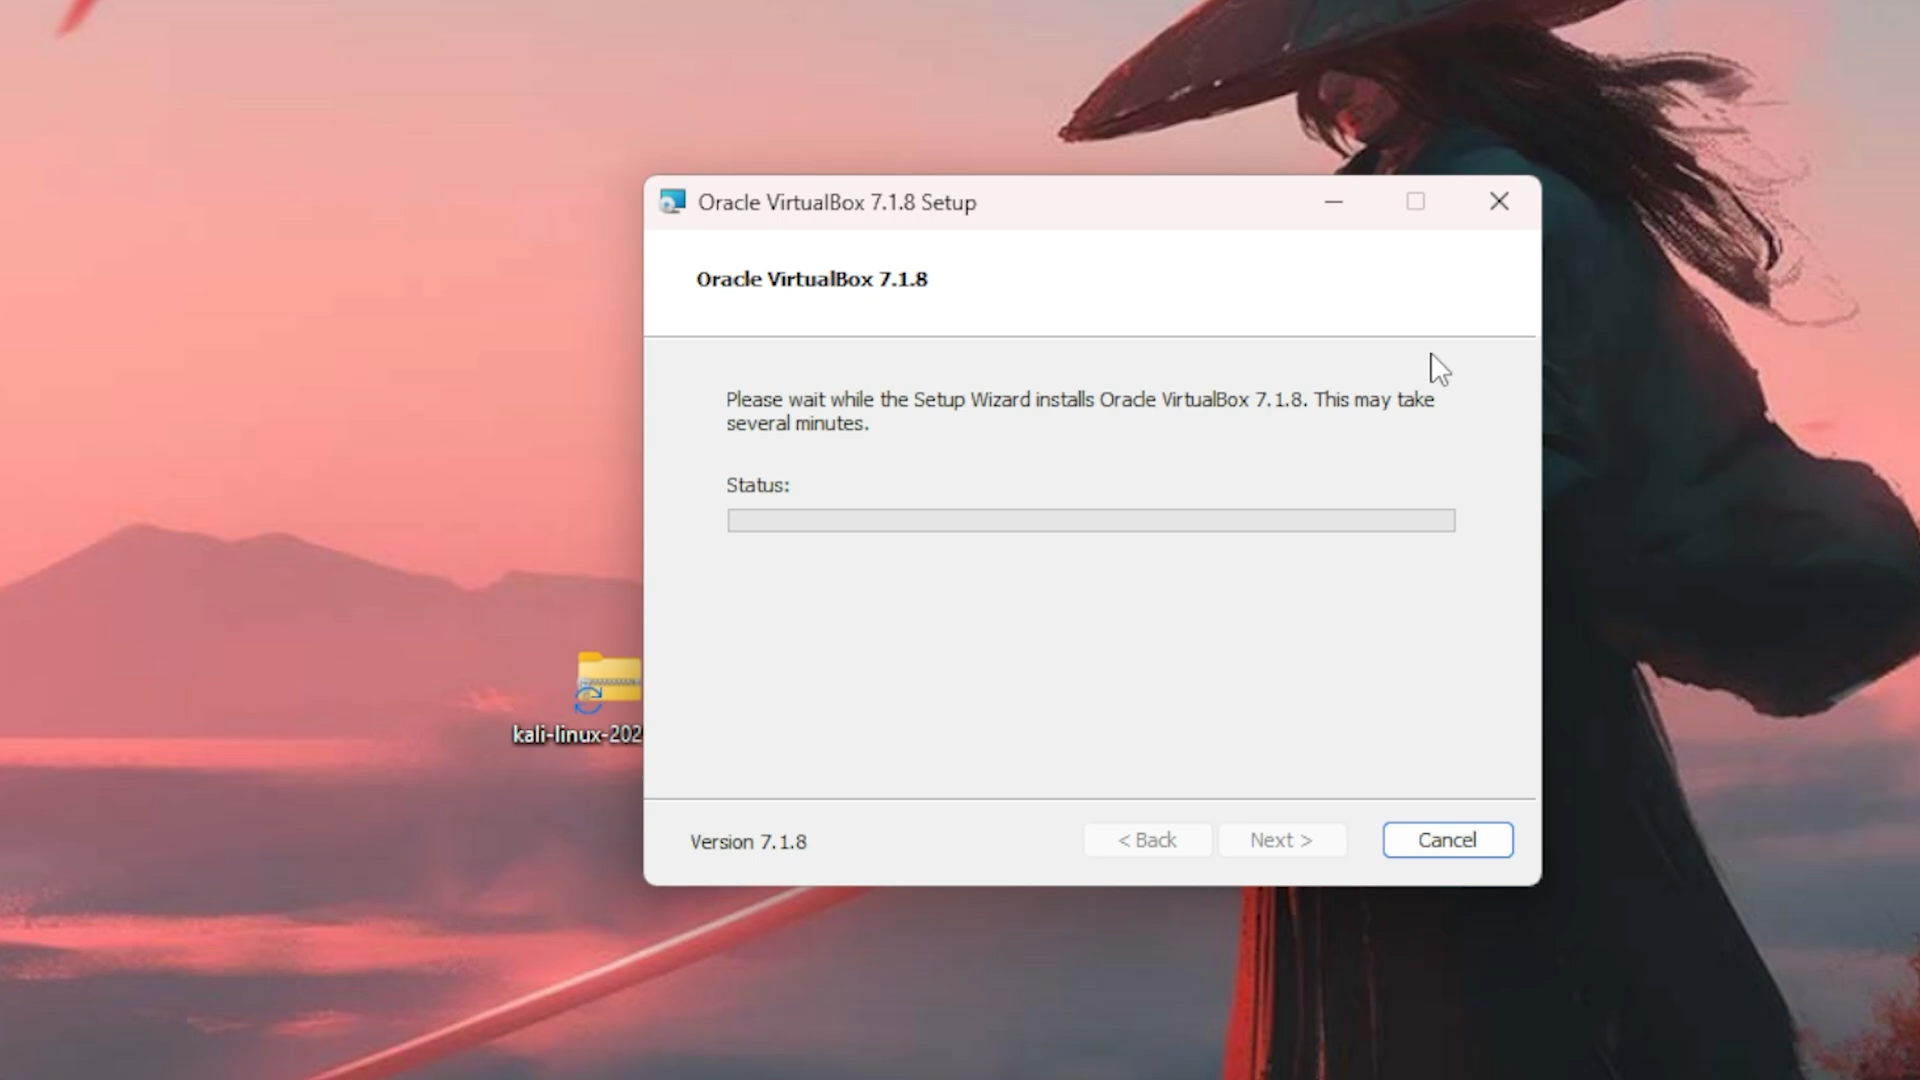 Oracle VirtualBox 7.1.8 Setup
Oracle VirtualBox 7.1.8
Please wait while the Setup Wizard installs Oracle VirtualBox 7.1.8. This may take
several minutes.
Status:
kali-linux-202
Version 7.1.8
< Back
Next >
Cancel